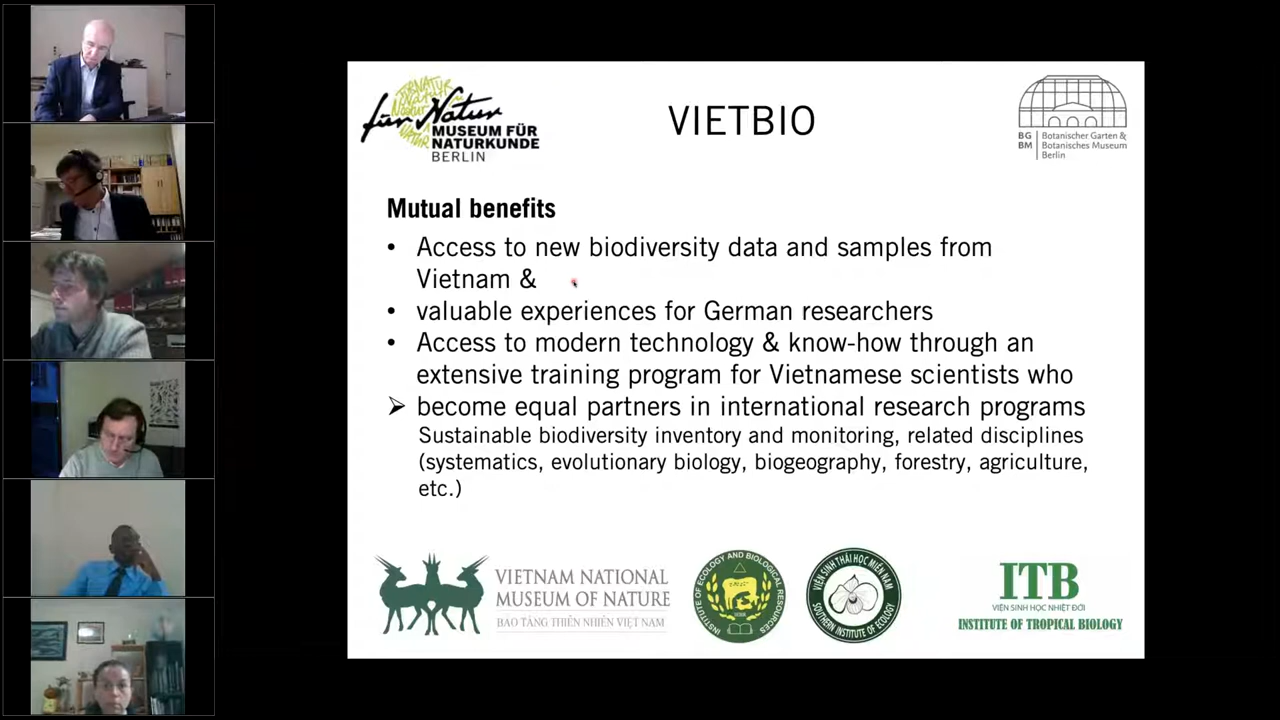 für Natur
MUSEUM FÜR
NATURKUNDE
BERLIN
VIETBIO
BG
BM
Botanischer Garten &
Botanisches Museum
Berlin
Mutual benefits
• Access to new biodiversity data and samples from
Vietnam &
• valuable experiences for German researchers
• Access to modern technology & know-how through an
extensive training program for Vietnamese scientists who
➢ become equal partners in international research programs
Sustainable biodiversity inventory and monitoring, related disciplines
(systematics, evolutionary biology, biogeography, forestry, agriculture,
etc.)
VIETNAM NATIONAL
MUSEUM OF NATURE
BẢO TÀNG THIÊN NHIÊN VIỆT NAM
INSTITUTE OF ECOLOGY AND BIOLOGICAL RESOURCES
VIỆN SINH THÁI HỌC MIỀN NAM
SOUTHERN INSTITUTE OF ECOLOGY
ITB
VIỆN SINH HỌC NHIỆT ĐỚI
INSTITUTE OF TROPICAL BIOLOGY